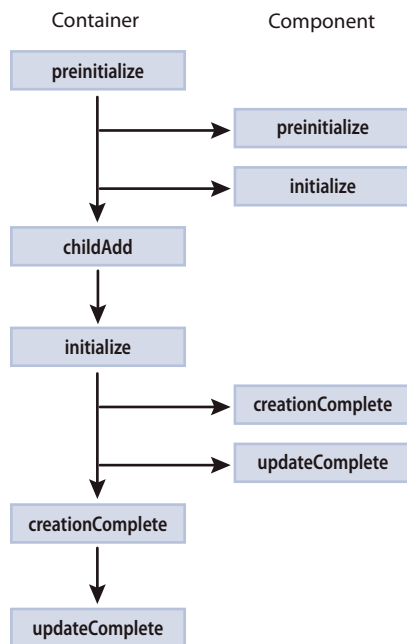 Container
Component
preinitialize
preinitialize
initialize
childAdd
initialize
creationComplete
updateComplete
creationComplete
updateComplete